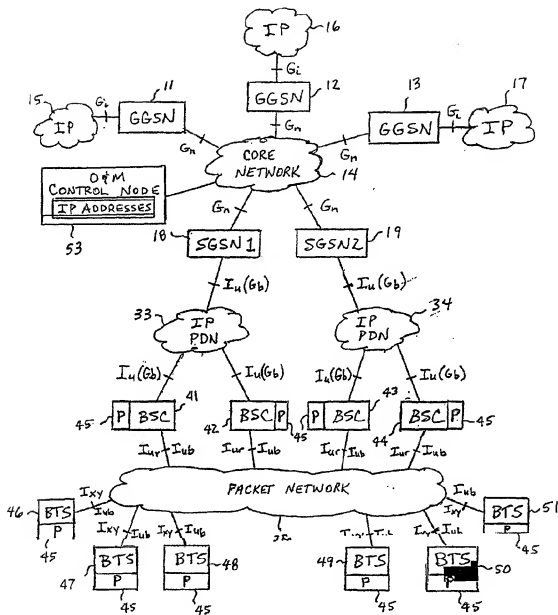 IP
16
Gi
15
IP
Gi
11
GGSN
GGSN
12
13
GGSN
Gi
17
IP
Gn
Gn
Gn
CORE NETWORK
14
O&M
CONTROL NODE
IP ADDRESSES
53
Gn
Gn
18
SGSN 1
SGSN 2
19
Iu(Gb)
Iu(Gb)
33
IP
PDN
IP
PDN
34
Iu(Gb)
Iu(Gb)
Iu(Gb)
Iu(Gb)
41
43
45
P
BSC
42
BSC
P
45
45
P
BSC
44
BSC
P
45
Iur
Iub
Iur
Iub
Iur
Iub
Iur
Iub
PACKET NETWORK
46
BTS
P
45
Ixy
Iub
Ixy
Iub
Ixy
Iub
Iub
Ixy
BTS
P
51
45
47
BTS
P
45
BTS
P
48
45
49
BTS
P
45
BTS
P
50
45